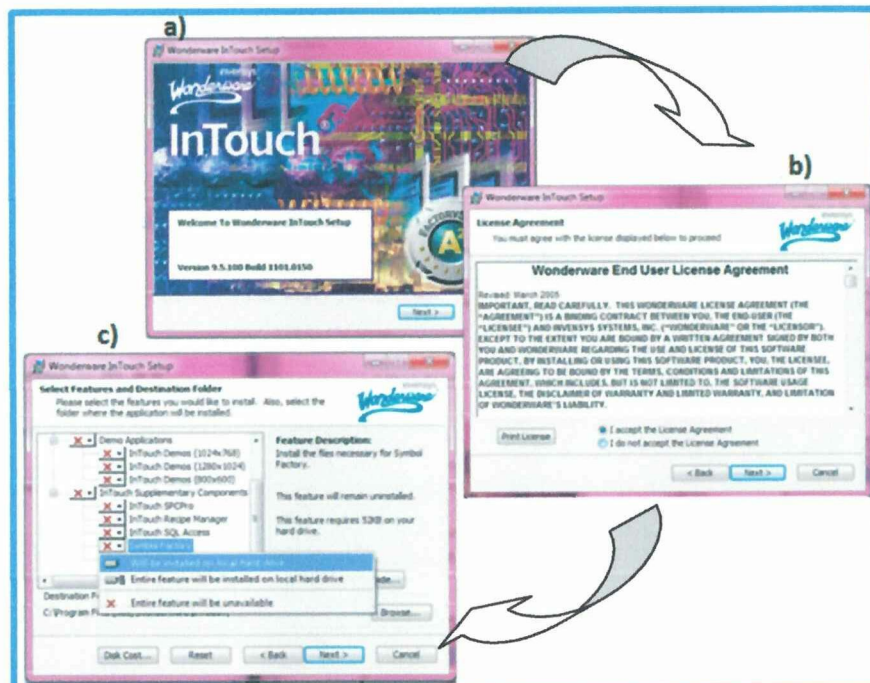 a)
Wonderware InTouch Setup
invensys
Wonderware
InTouch
Welcome To Wonderware InTouch Setup
Version 9.5.100 Build 1101.0150
FACTORYS
A²
Next >
b)
Wonderware InTouch Setup
License Agreement
You must agree with the license displayed below to proceed
invensys
Wonderware
Wonderware End User License Agreement
Revised: March 2005
IMPORTANT, READ CAREFULLY. THIS WONDERWARE LICENSE AGREEMENT (THE
"AGREEMENT") IS A BINDING CONTRACT BETWEEN YOU, THE END-USER (THE
"LICENSEE") AND INVENSYS SYSTEMS, INC. ("WONDERWARE" OR THE "LICENSOR").
EXCEPT TO THE EXTENT YOU ARE BOUND BY A WRITTEN AGREEMENT SIGNED BY BOTH
YOU AND WONDERWARE REGARDING THE USE AND LICENSE OF THIS SOFTWARE
PRODUCT, BY INSTALLING OR USING THIS SOFTWARE PRODUCT, YOU, THE LICENSEE,
ARE AGREEING TO BE BOUND BY THE TERMS, CONDITIONS AND LIMITATIONS OF THIS
AGREEMENT, WHICH INCLUDES, BUT IS NOT LIMITED TO, THE SOFTWARE USAGE
LICENSE, THE DISCLAIMER OF WARRANTY AND LIMITED WARRANTY, AND LIMITATION
OF WONDERWARE'S LIABILITY.
Print License
I accept the License Agreement
I do not accept the License Agreement
< Back Next > Cancel
c)
Wonderware InTouch Setup
Select Features and Destination Folder
Please select the features you would like to install. Also, select the
folder where the application will be installed.
invensys
Wonderware
Demo Applications
InTouch Demos (1024x768)
InTouch Demos (1280x1024)
InTouch Demos (800x600)
InTouch Supplementary Components
InTouch SPCPro
InTouch Recipe Manager
InTouch SQL Access
Symbol Factory
Feature Description:
Install the files necessary for Symbol
Factory.
This feature will remain uninstalled.
This feature requires 52KB on your
hard drive.
Will be installed on local hard drive
Entire feature will be installed on local hard drive
Entire feature will be unavailable
Destination
C:\Program
Browse...
Disk Cost... Reset < Back Next > Cancel